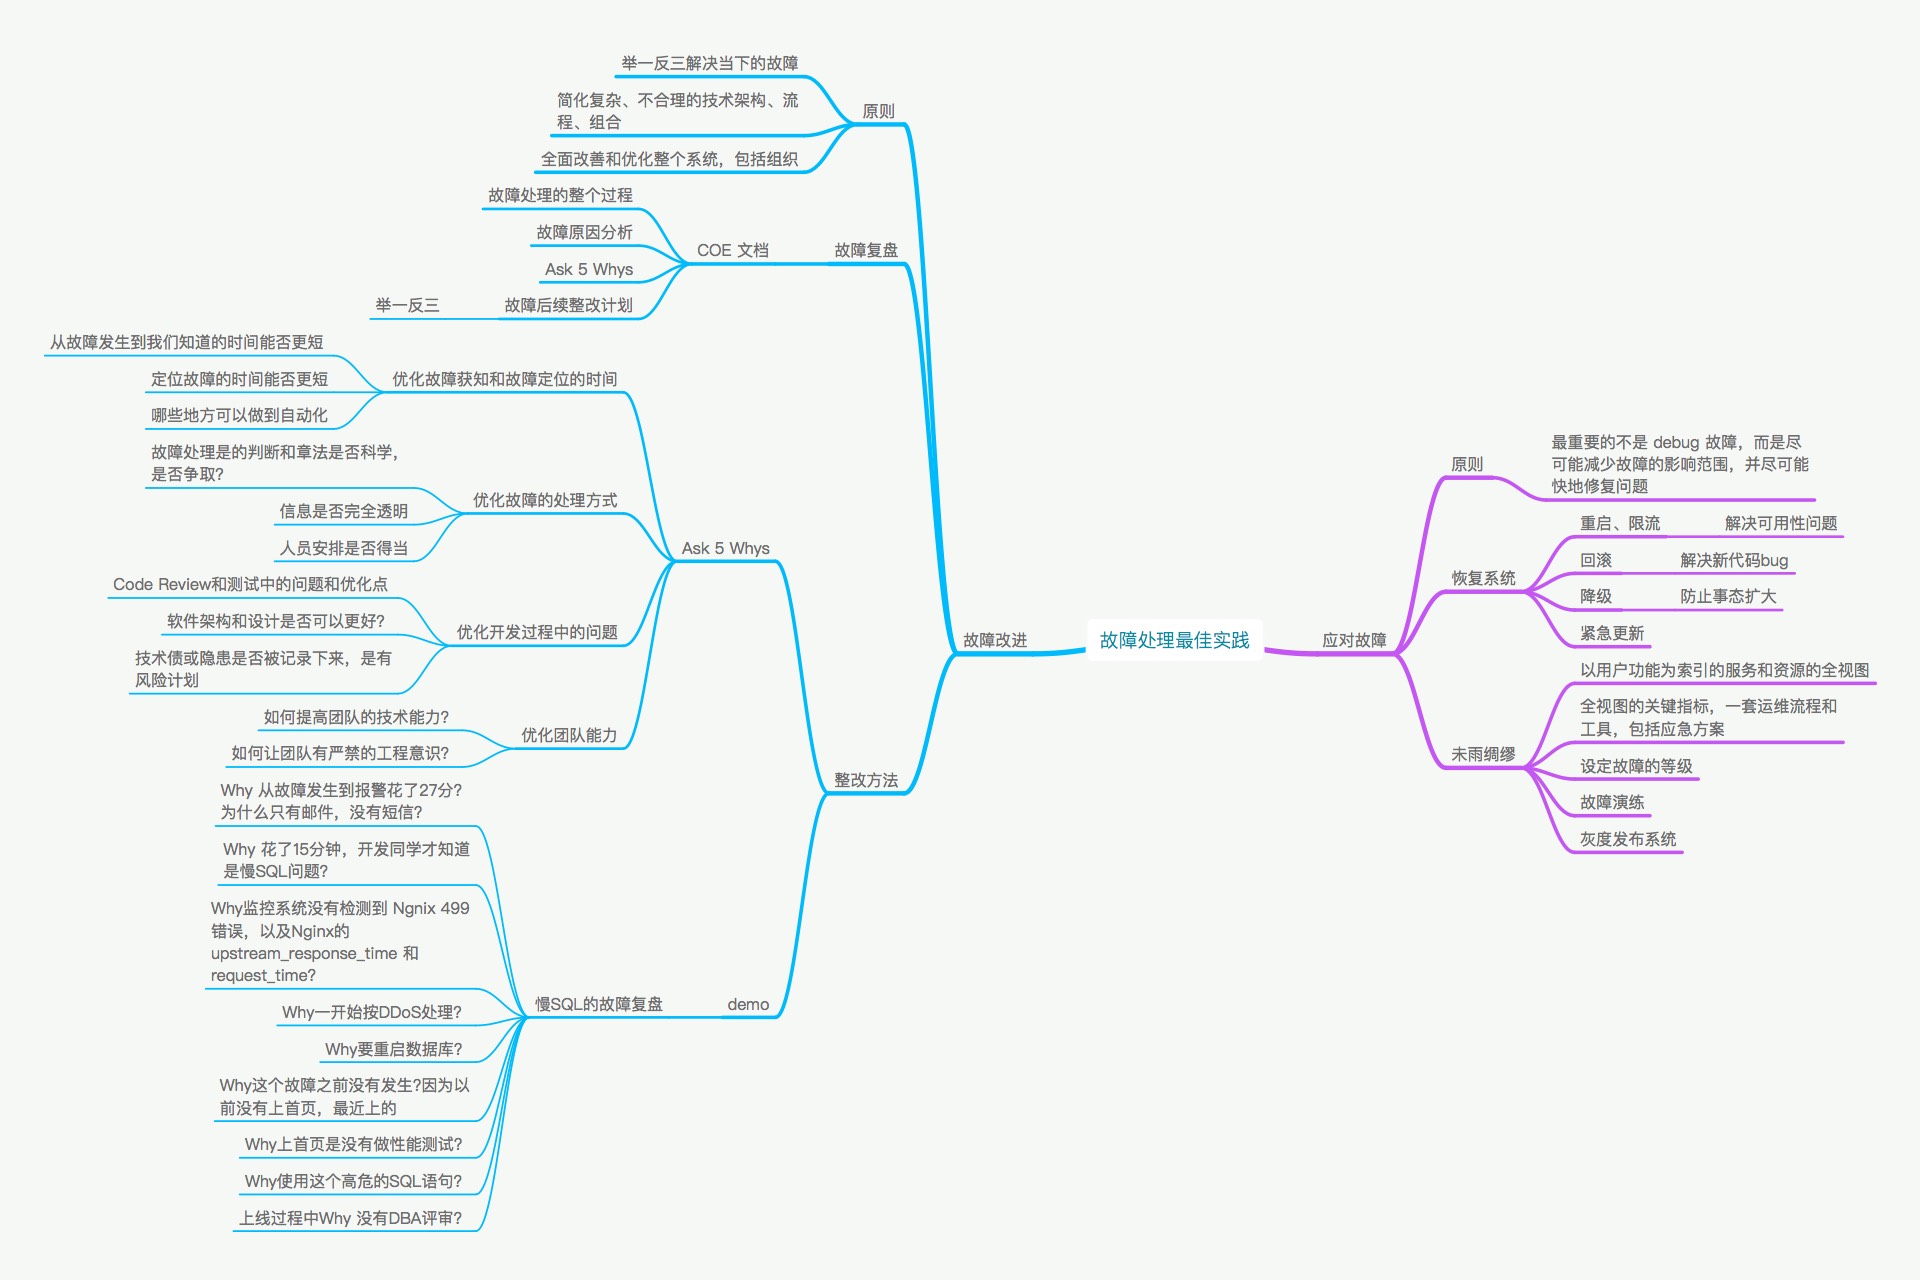 故障处理最佳实践
故障改进
原则
举一反三解决当下的故障
简化复杂、不合理的技术架构、流
程、组合
全面改善和优化整个系统，包括组织
故障复盘
COE 文档
故障处理的整个过程
故障原因分析
Ask 5 Whys
故障后续整改计划
举一反三
整改方法
Ask 5 Whys
优化故障获知和故障定位的时间
从故障发生到我们知道的时间能否更短
定位故障的时间能否更短
哪些地方可以做到自动化
优化故障的处理方式
故障处理是的判断和章法是否科学，
是否争取?
信息是否完全透明
人员安排是否得当
优化开发过程中的问题
Code Review和测试中的问题和优化点
软件架构和设计是否可以更好?
技术债或隐患是否被记录下来，是有
风险计划
优化团队能力
如何提高团队的技术能力?
如何让团队有严禁的工程意识?
demo
慢SQL的故障复盘
Why 从故障发生到报警花了27分?
为什么只有邮件，没有短信?
Why 花了15分钟，开发同学才知道
是慢SQL问题?
Why监控系统没有检测到 Ngnix 499
错误，以及Nginx的
upstream_response_time 和
request_time?
Why一开始按DDoS处理?
Why要重启数据库?
Why这个故障之前没有发生?因为以
前没有上首页，最近上的
Why上首页是没有做性能测试?
Why使用这个高危的SQL语句?
上线过程中Why 没有DBA评审?
应对故障
原则
最重要的不是 debug 故障，而是尽
可能减少故障的影响范围，并尽可能
快地修复问题
恢复系统
重启、限流
解决可用性问题
回滚
解决新代码bug
降级
防止事态扩大
紧急更新
未雨绸缪
以用户功能为索引的服务和资源的全视图
全视图的关键指标，一套运维流程和
工具，包括应急方案
设定故障的等级
故障演练
灰度发布系统